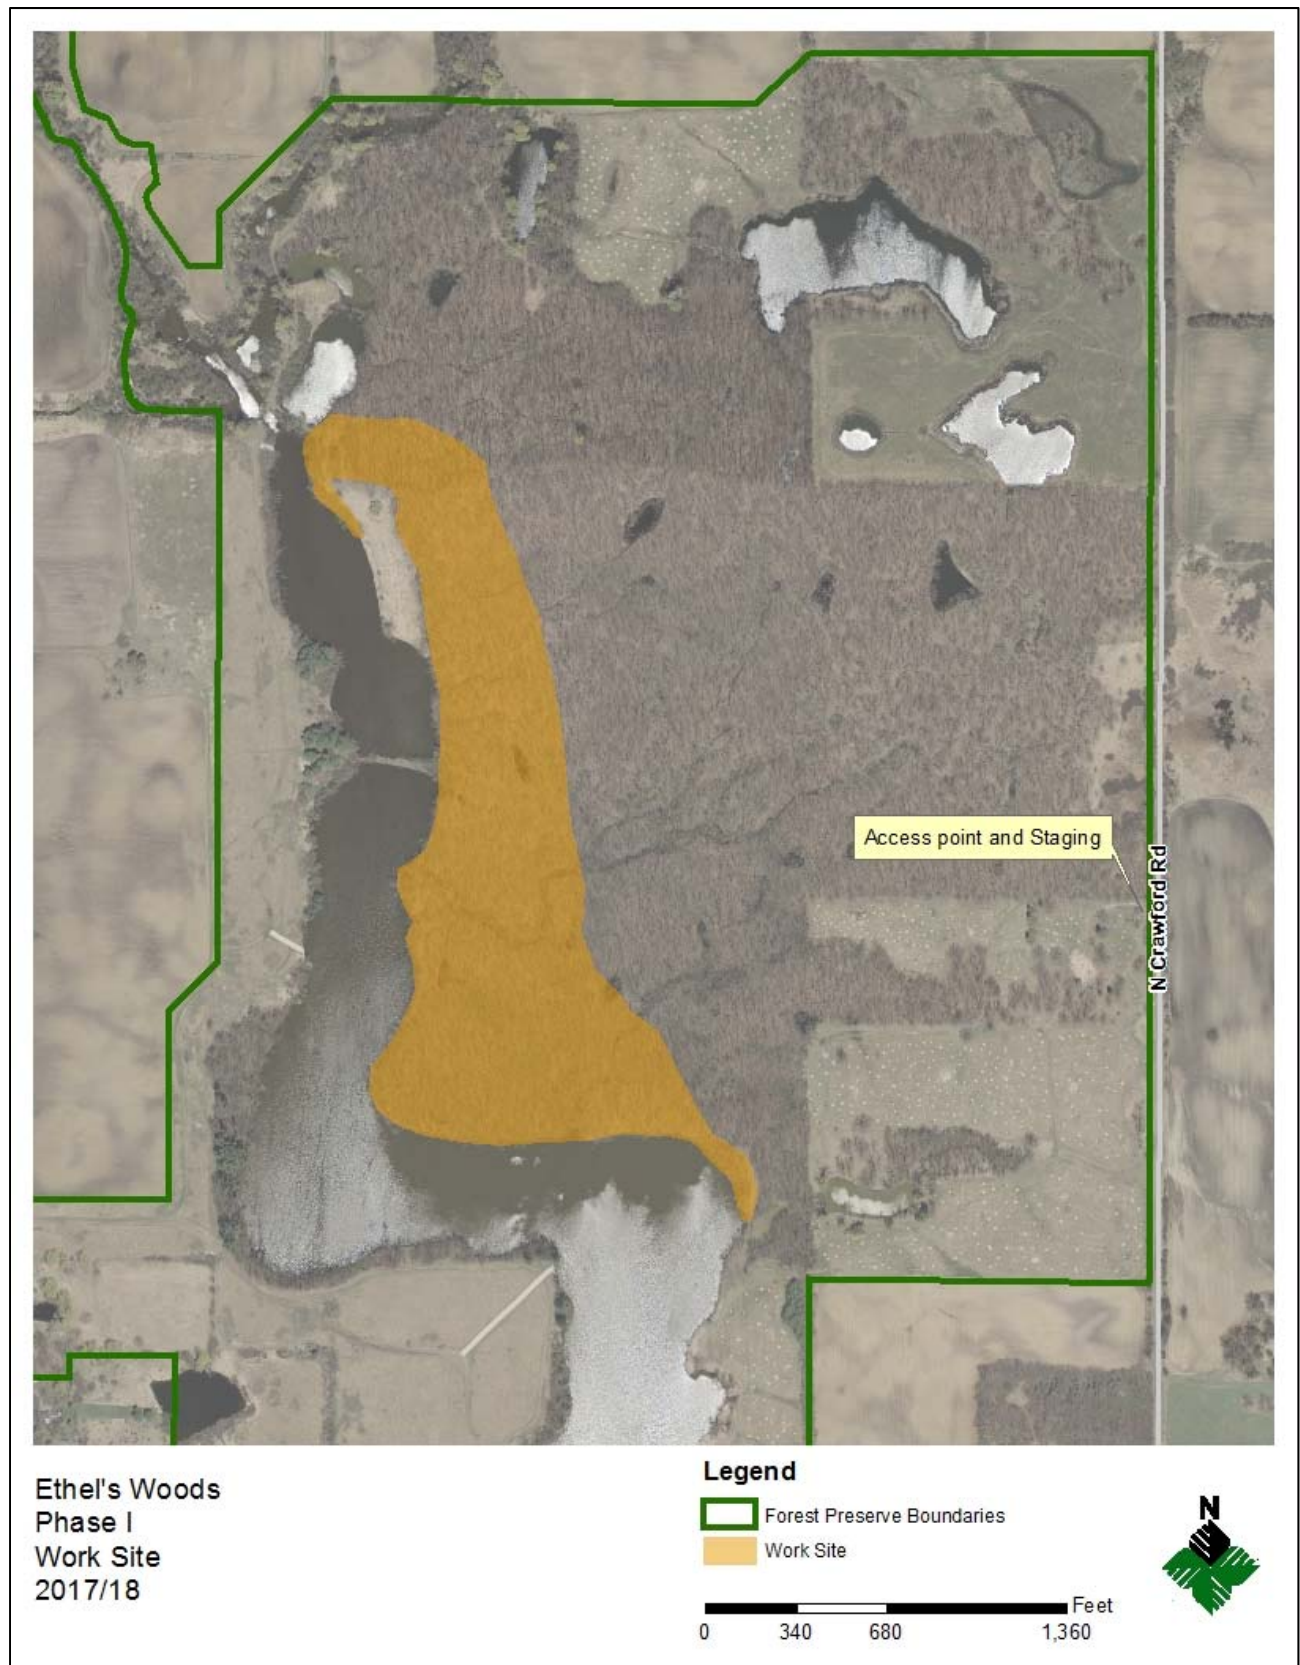 Access point and Staging
N Crawford Rd
Ethel's Woods
Phase I
Work Site
2017/18
Legend
Forest Preserve Boundaries
Work Site
Feet
0 340 680 1,360
N